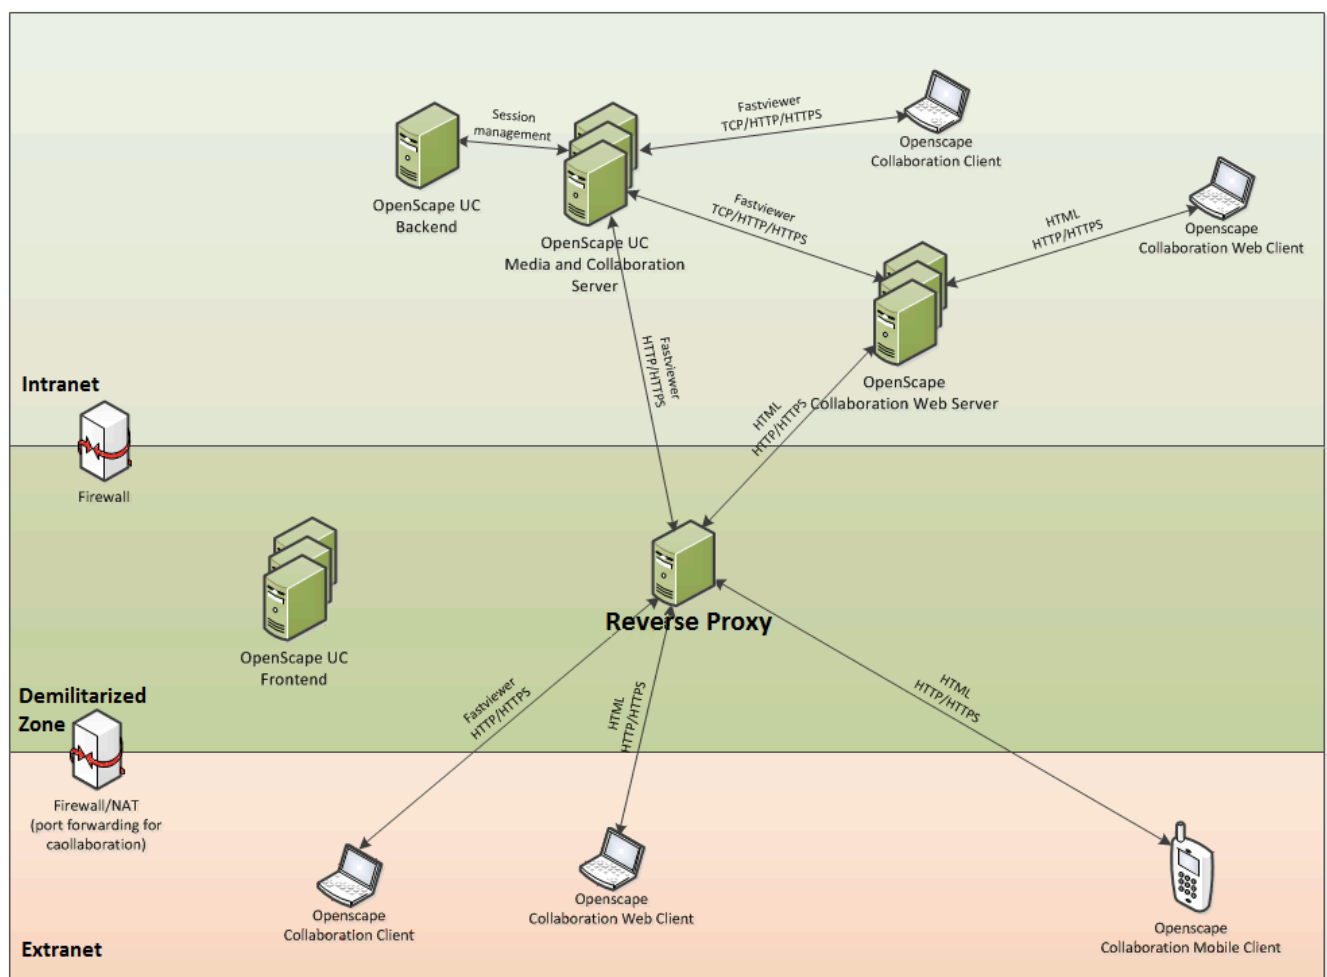 Session
management
Fastviewer
TCP/HTTP/HTTPS
Openscape
Collaboration Client
OpenScape UC
Backend
OpenScape UC
Media and Collaboration
Server
Fastviewer
TCP/HTTP/HTTPS
HTML
HTTP/HTTPS
Openscape
Collaboration Web Client
Fastviewer
HTTP/HTTPS
OpenScape
Collaboration Web Server
HTML
HTTP/HTTPS
Intranet
Firewall
OpenScape UC
Frontend
Reverse Proxy
Demilitarized
Zone
Fastviewer
HTTP/HTTPS
HTML
HTTP/HTTPS
HTML
HTTP/HTTPS
Firewall/NAT
(port forwarding for
caollaboration)
Openscape
Collaboration Client
Openscape
Collaboration Web Client
Openscape
Collaboration Mobile Client
Extranet